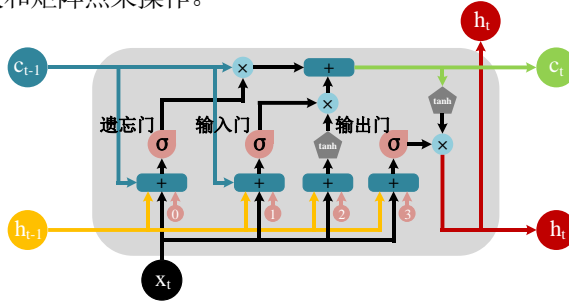 和矩阵点乘操作。
h_t
c_{t-1}
×
+
c_t
tanh
×
遗忘门
输入门
输出门
σ
σ
tanh
σ
×
+
+
+
+
0
1
2
3
h_{t-1}
h_t
x_t